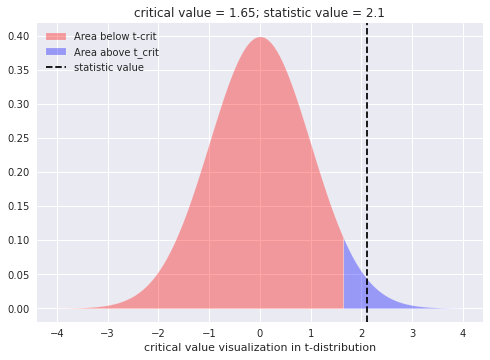 critical value = 1.65; statistic value = 2.1
0.40
Area below t-crit
Area above t_crit
statistic value
0.35
0.30
0.25
0.20
0.15
0.10
0.05
0.00
−4 −3 −2 −1 0 1 2 3 4
critical value visualization in t-distribution